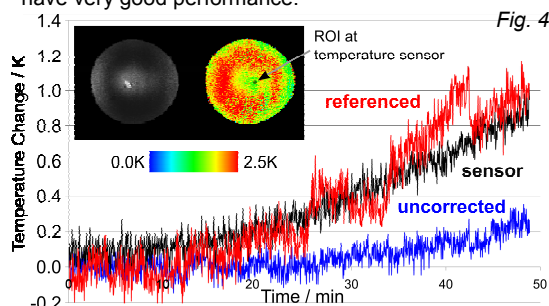 have very good performance.
Fig. 4
Temperature Change / K
1.4
1.2
1.0
0.8
0.6
0.4
0.2
0.0
-0.2
ROI at
temperature sensor
0.0K
2.5K
referenced
sensor
uncorrected
0
10
20
30
40
50
Time / min